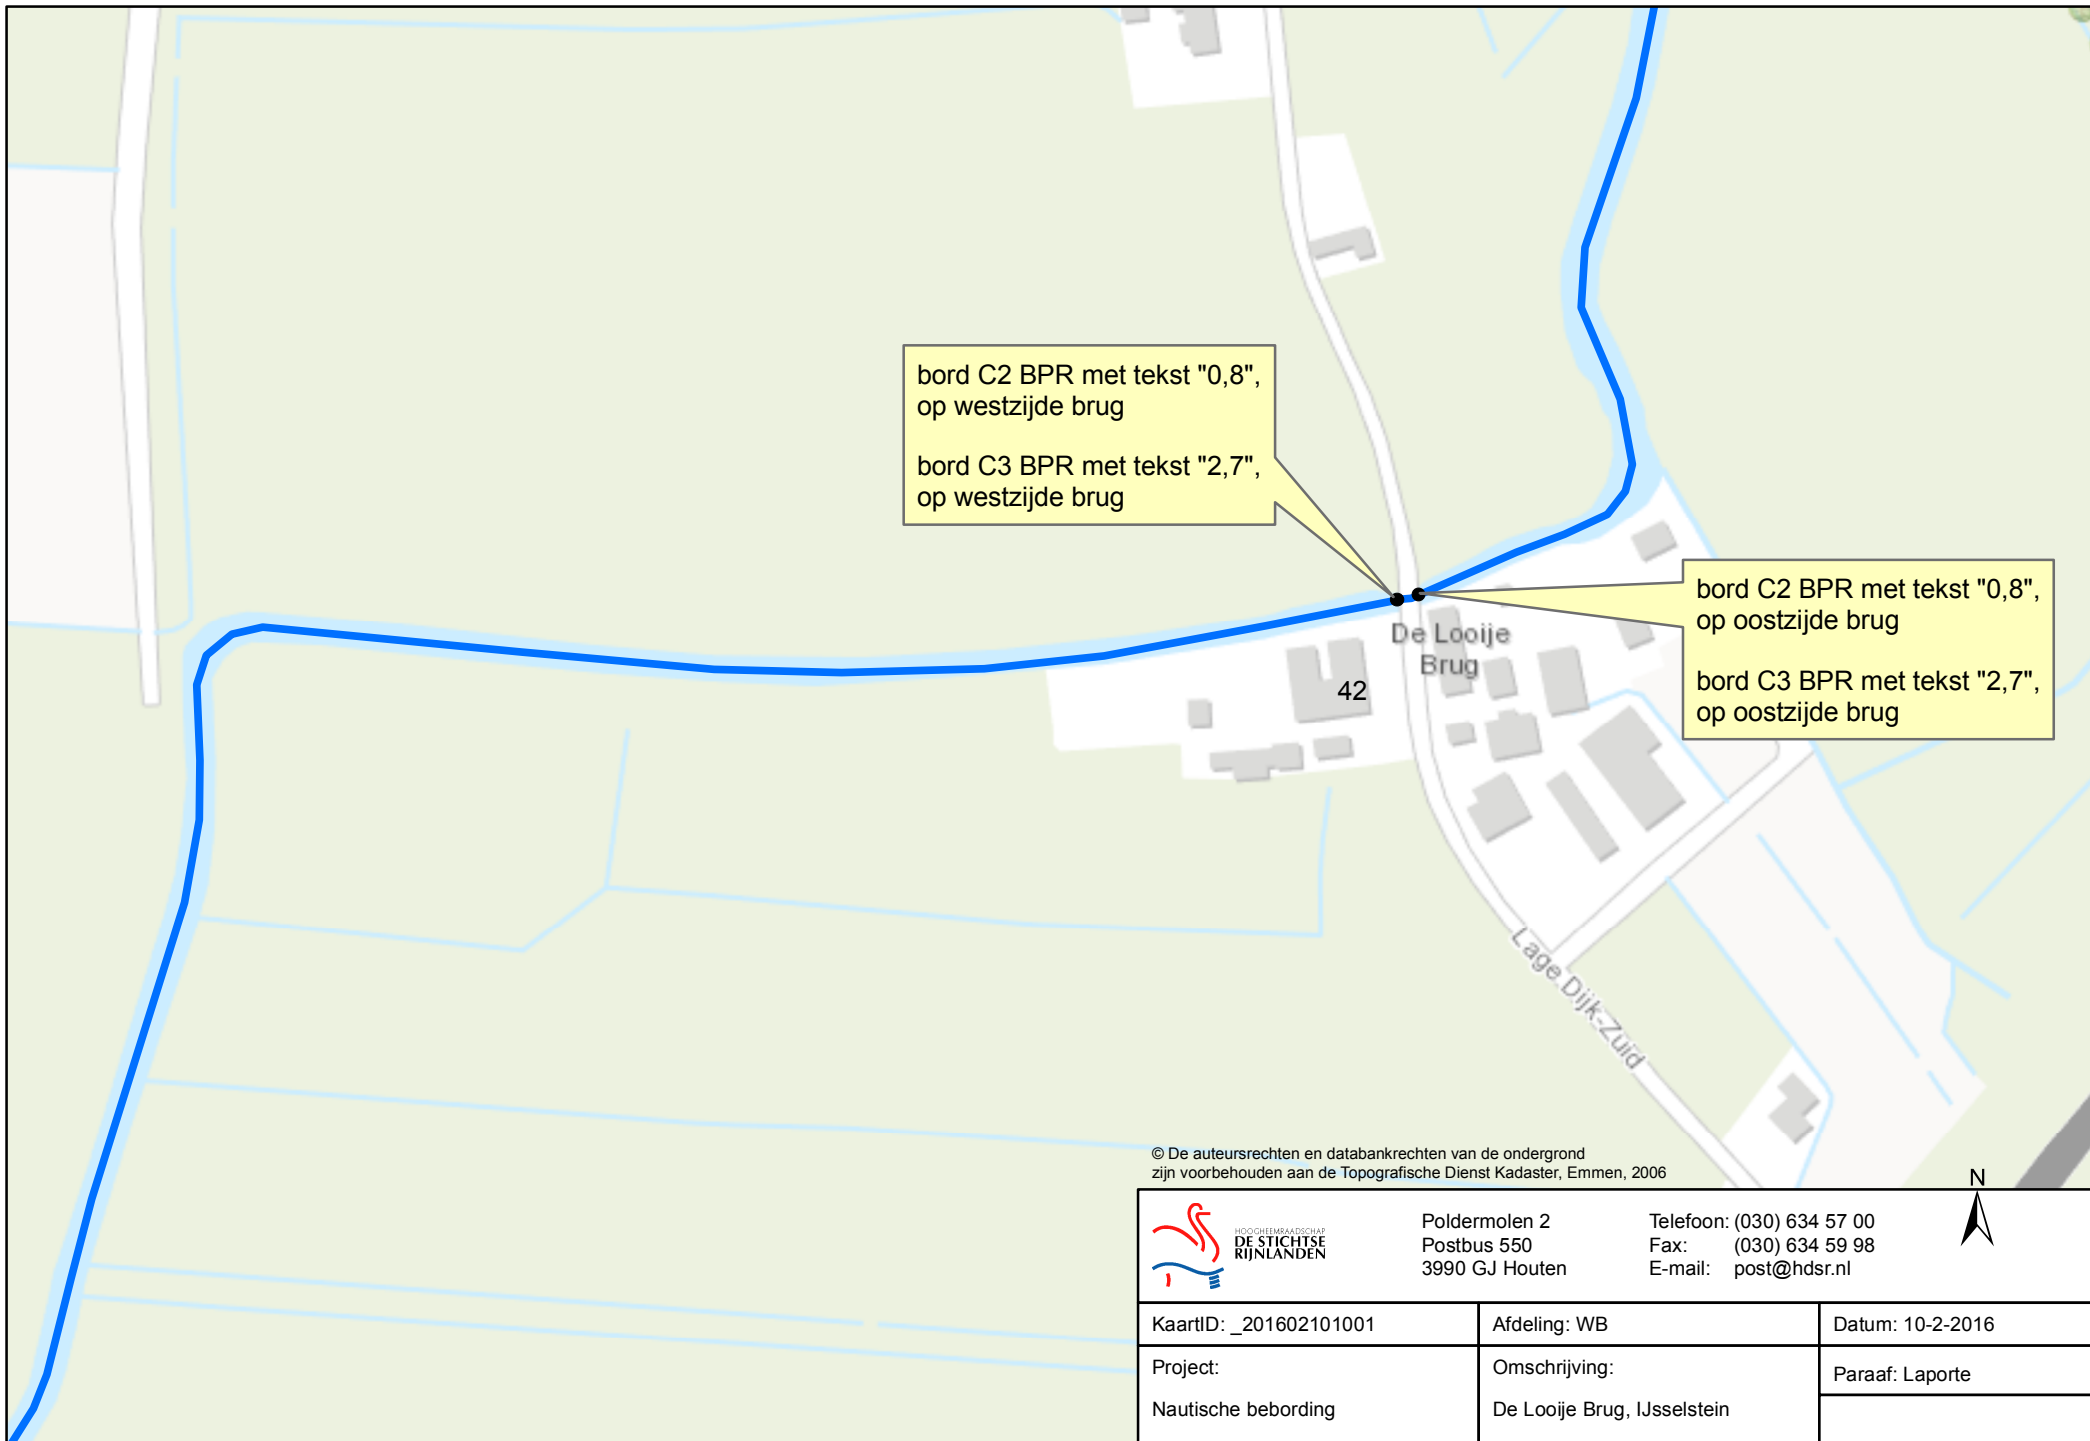 bord C2 BPR met tekst "0,8",
op westzijde brug
bord C3 BPR met tekst "2,7",
op westzijde brug
bord C2 BPR met tekst "0,8",
op oostzijde brug
bord C3 BPR met tekst "2,7",
op oostzijde brug
De Looije
Brug
42
Lage Dijk-Zuid
© De auteursrechten en databankrechten van de ondergrond
zijn voorbehouden aan de Topografische Dienst Kadaster, Emmen, 2006
N
HOOGHEEMRAADSCHAP
DE STICHTSE
RIJNLANDEN
Poldermolen 2
Postbus 550
3990 GJ Houten
Telefoon: (030) 634 57 00
Fax: (030) 634 59 98
E-mail: post@hdsr.nl
KaartID: _201602101001
Afdeling: WB
Datum: 10-2-2016
Project:
Nautische bebording
Omschrijving:
De Looije Brug, IJsselstein
Paraaf: Laporte